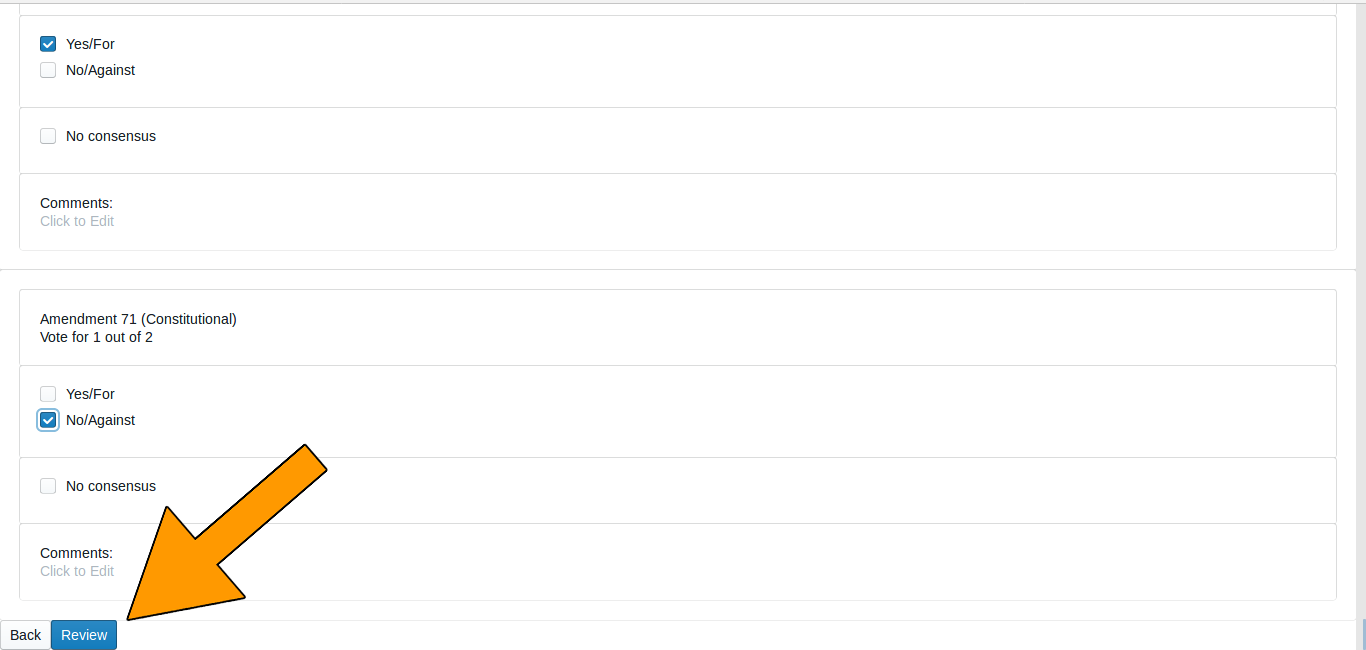 Yes/For
No/Against
No consensus
Comments:
Click to Edit
Amendment 71 (Constitutional)
Vote for 1 out of 2
Yes/For
No/Against
No consensus
Comments:
Click to Edit
Back Review